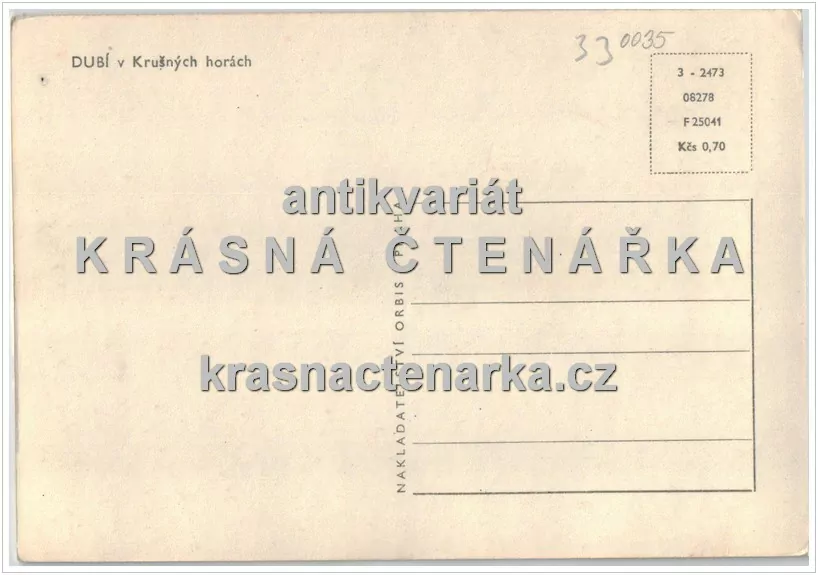 DUBÍ v Krušných horách
33 0035
3 - 2473
08278
F 25041
Kčs 0,70
antikvariát
KRÁSNÁ ČTENÁŘKA
krasnactenarka.cz
NAKLADATELSTVÍ ORBIS PRAHA